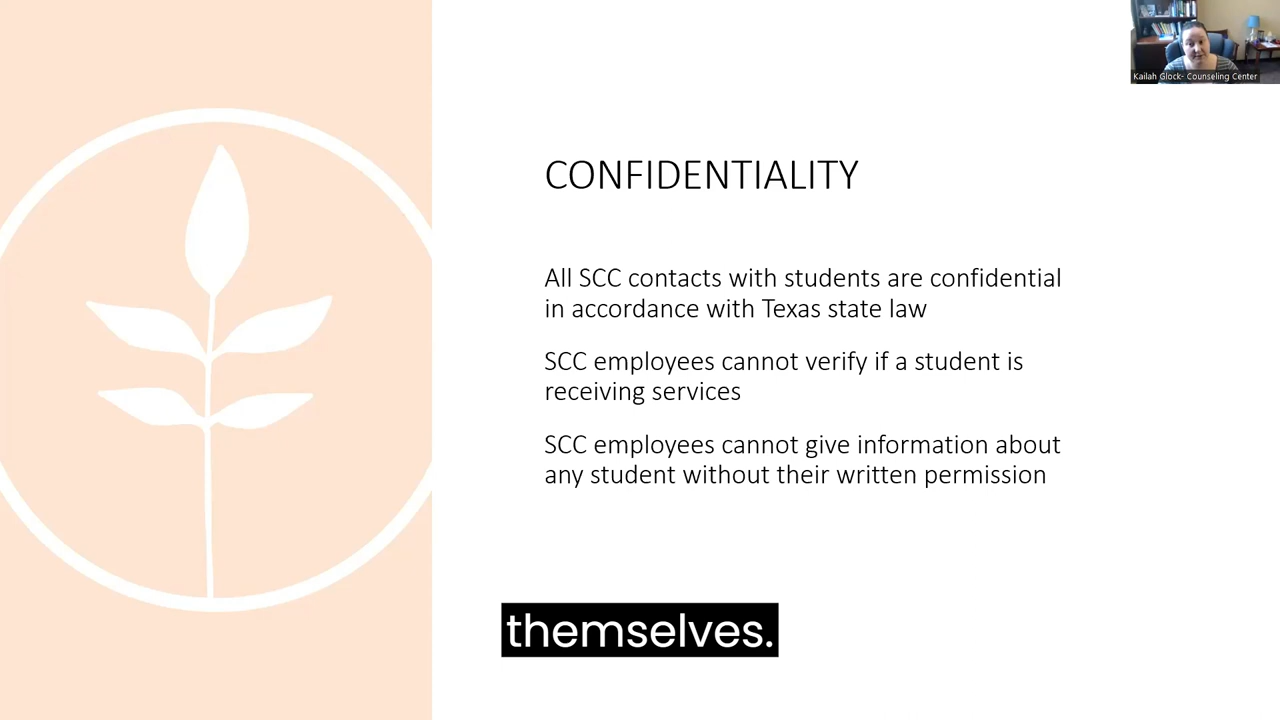 Kailah Glock- Counseling Center
CONFIDENTIALITY
All SCC contacts with students are confidential
in accordance with Texas state law
SCC employees cannot verify if a student is
receiving services
SCC employees cannot give information about
any student without their written permission
themselves.